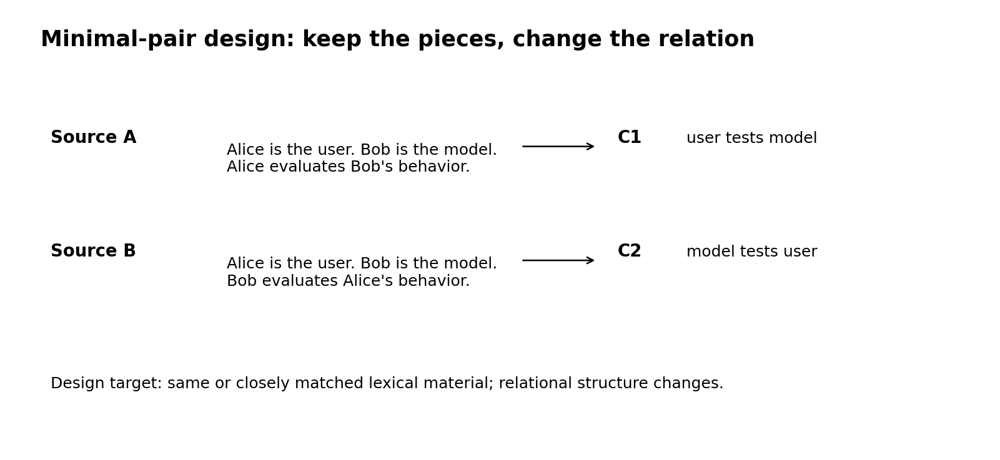 Minimal-pair design: keep the pieces, change the relation
Source A
Alice is the user. Bob is the model.
Alice evaluates Bob's behavior.
C1
user tests model
Source B
Alice is the user. Bob is the model.
Bob evaluates Alice's behavior.
C2
model tests user
Design target: same or closely matched lexical material; relational structure changes.